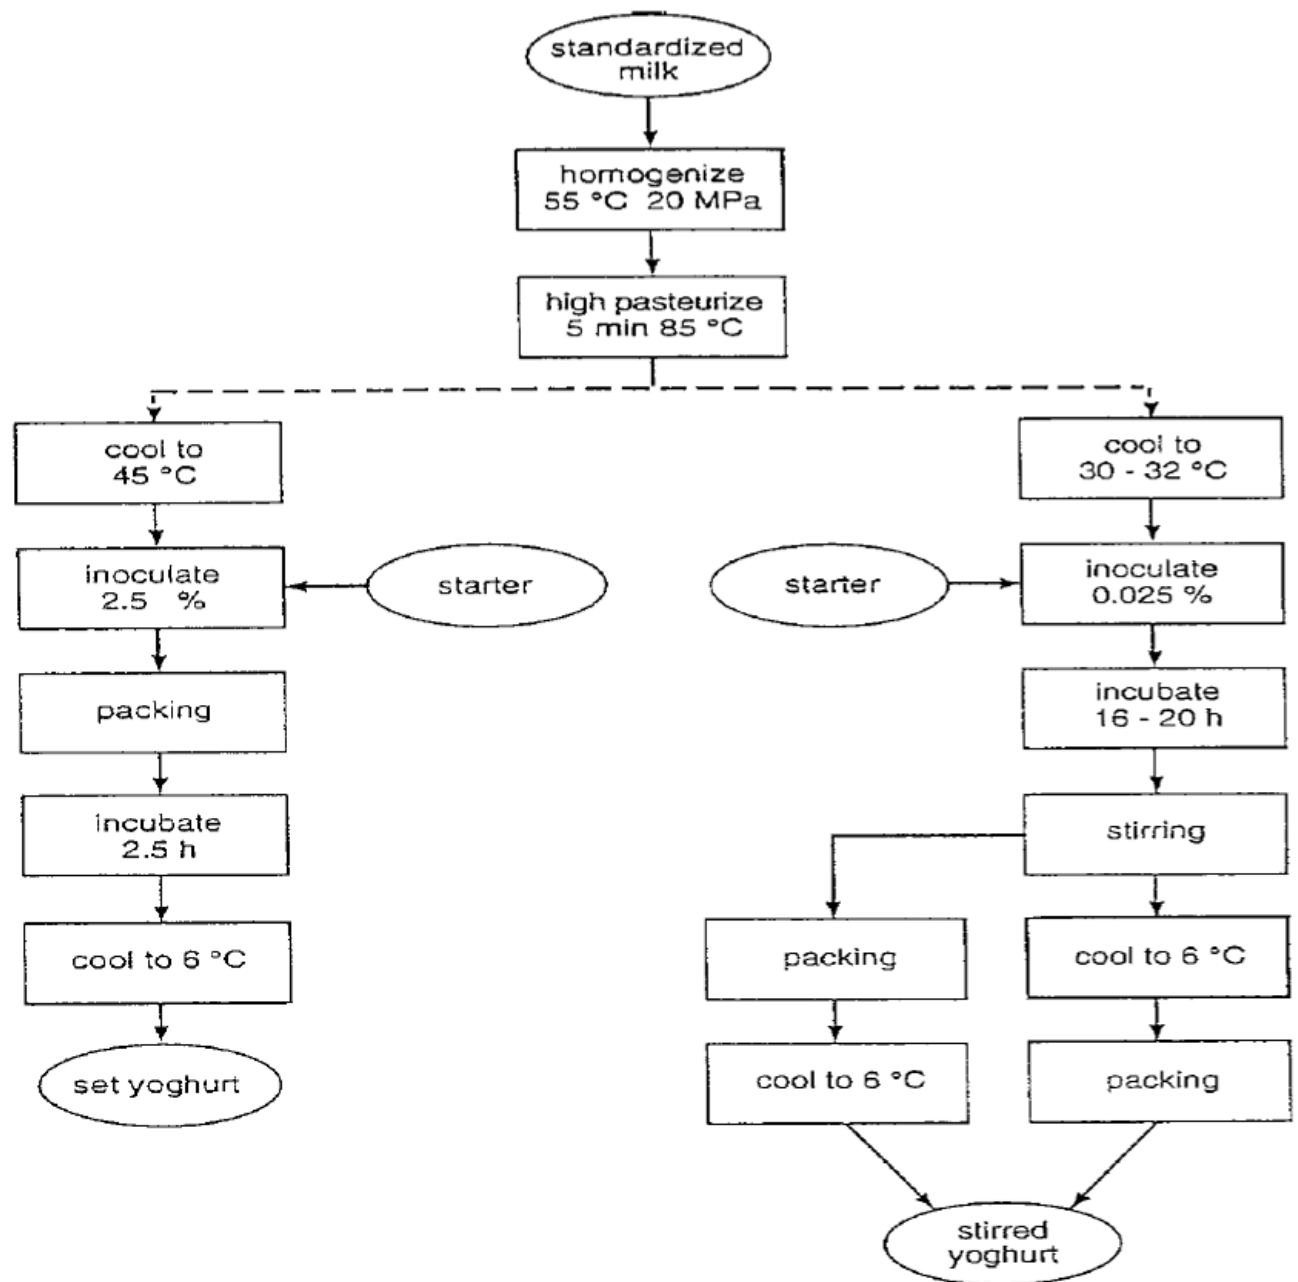 standardized
milk
homogenize
55 °C 20 MPa
high pasteurize
5 min 85 °C
cool to
45 °C
inoculate
2.5 %
starter
packing
incubate
2.5 h
cool to 6 °C
set yoghurt
cool to
30 - 32 °C
starter
inoculate
0.025 %
incubate
16 - 20 h
stirring
packing
cool to 6 °C
cool to 6 °C
packing
stirred
yoghurt